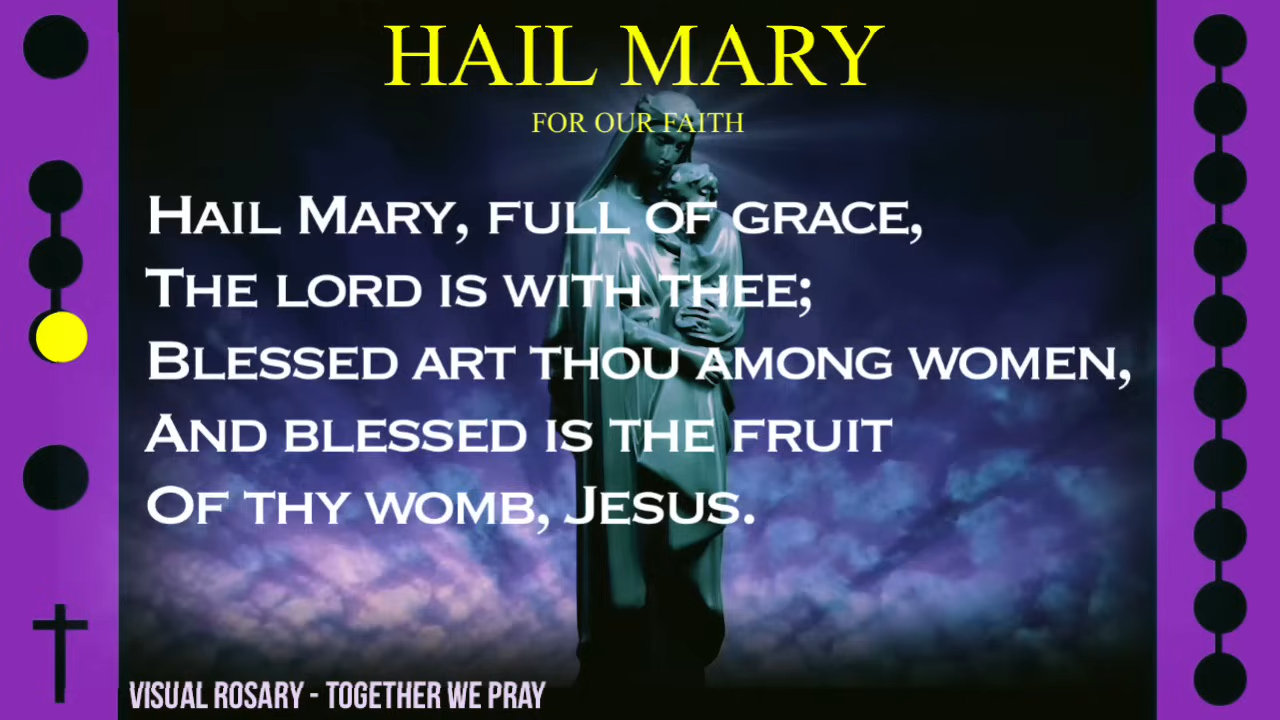 HAIL MARY
FOR OUR FAITH
HAIL MARY, FULL OF GRACE,
THE LORD IS WITH THEE;
BLESSED ART THOU AMONG WOMEN,
AND BLESSED IS THE FRUIT
OF THY WOMB, JESUS.
VISUAL ROSARY - TOGETHER WE PRAY